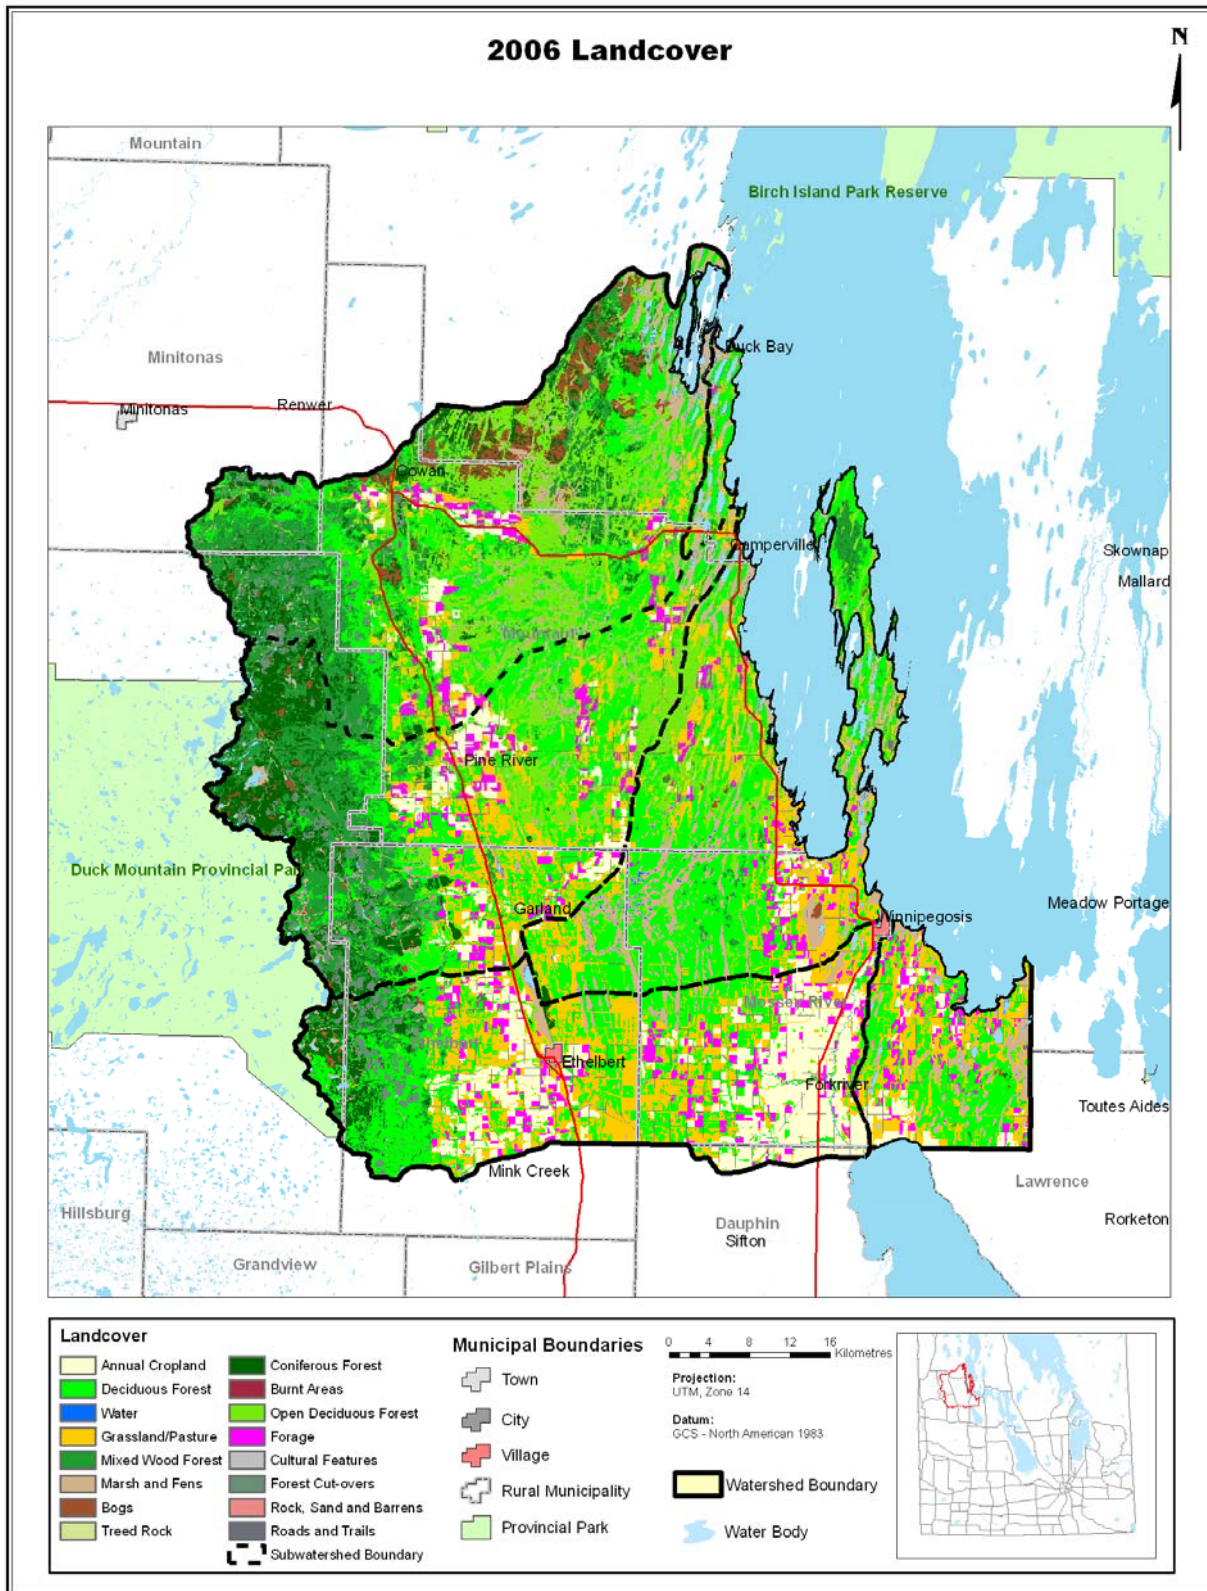 2006 Landcover
N
Mountain
Birch Island Park Reserve
Duck Bay
Minitonas
Minitonas
Renwer
Cowan
Camperville
Skownap
Mallard
Pine River
Duck Mountain Provincial Par
Garland
Winnipegosis
Meadow Portage
Mossey River
Ethelbert
Forkriver
Toutes Aides
Mink Creek
Lawrence
Hillsburg
Dauphin
Sifton
Rorketon
Grandview
Gilbert Plains
Landcover
Annual Cropland
Deciduous Forest
Water
Grassland/Pasture
Mixed Wood Forest
Marsh and Fens
Bogs
Treed Rock
Coniferous Forest
Burnt Areas
Open Deciduous Forest
Forage
Cultural Features
Forest Cut-overs
Rock, Sand and Barrens
Roads and Trails
Subwatershed Boundary
Municipal Boundaries
Town
City
Village
Rural Municipality
Provincial Park
0 4 8 12 16
Kilometres
Projection:
UTM, Zone 14
Datum:
GCS - North American 1983
Watershed Boundary
Water Body